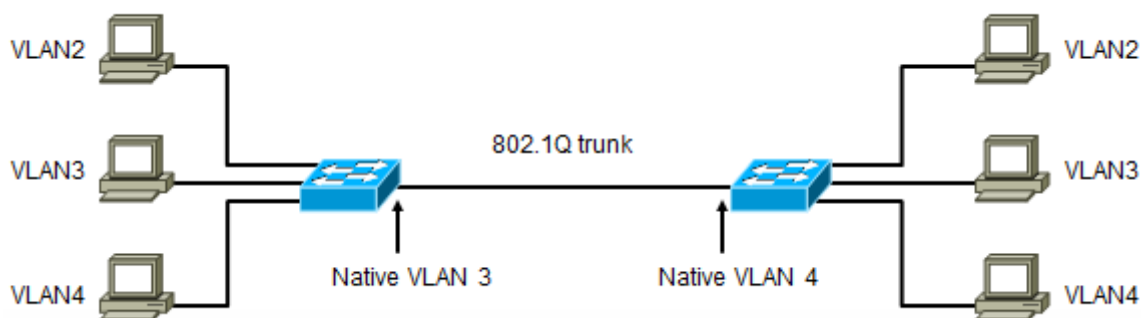 VLAN2
VLAN2
802.1Q trunk
VLAN3
VLAN3
Native VLAN 3
Native VLAN 4
VLAN4
VLAN4